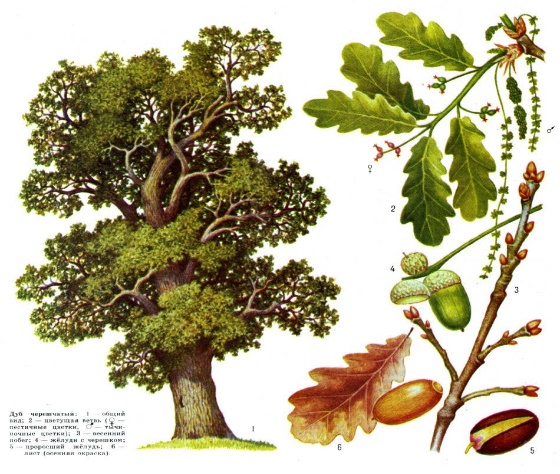 Дуб черешчатый: 1 — общий
вид; 2 — цветущая ветвь (♀ —
пестичные цветки, ♂ — тычи-
ночные цветки); 3 — весенний
побег; 4 — жёлуди с черешком;
5 — проросший жёлудь; 6 —
лист (осенняя окраска).
♂
♀
2
3
4
1
6
5